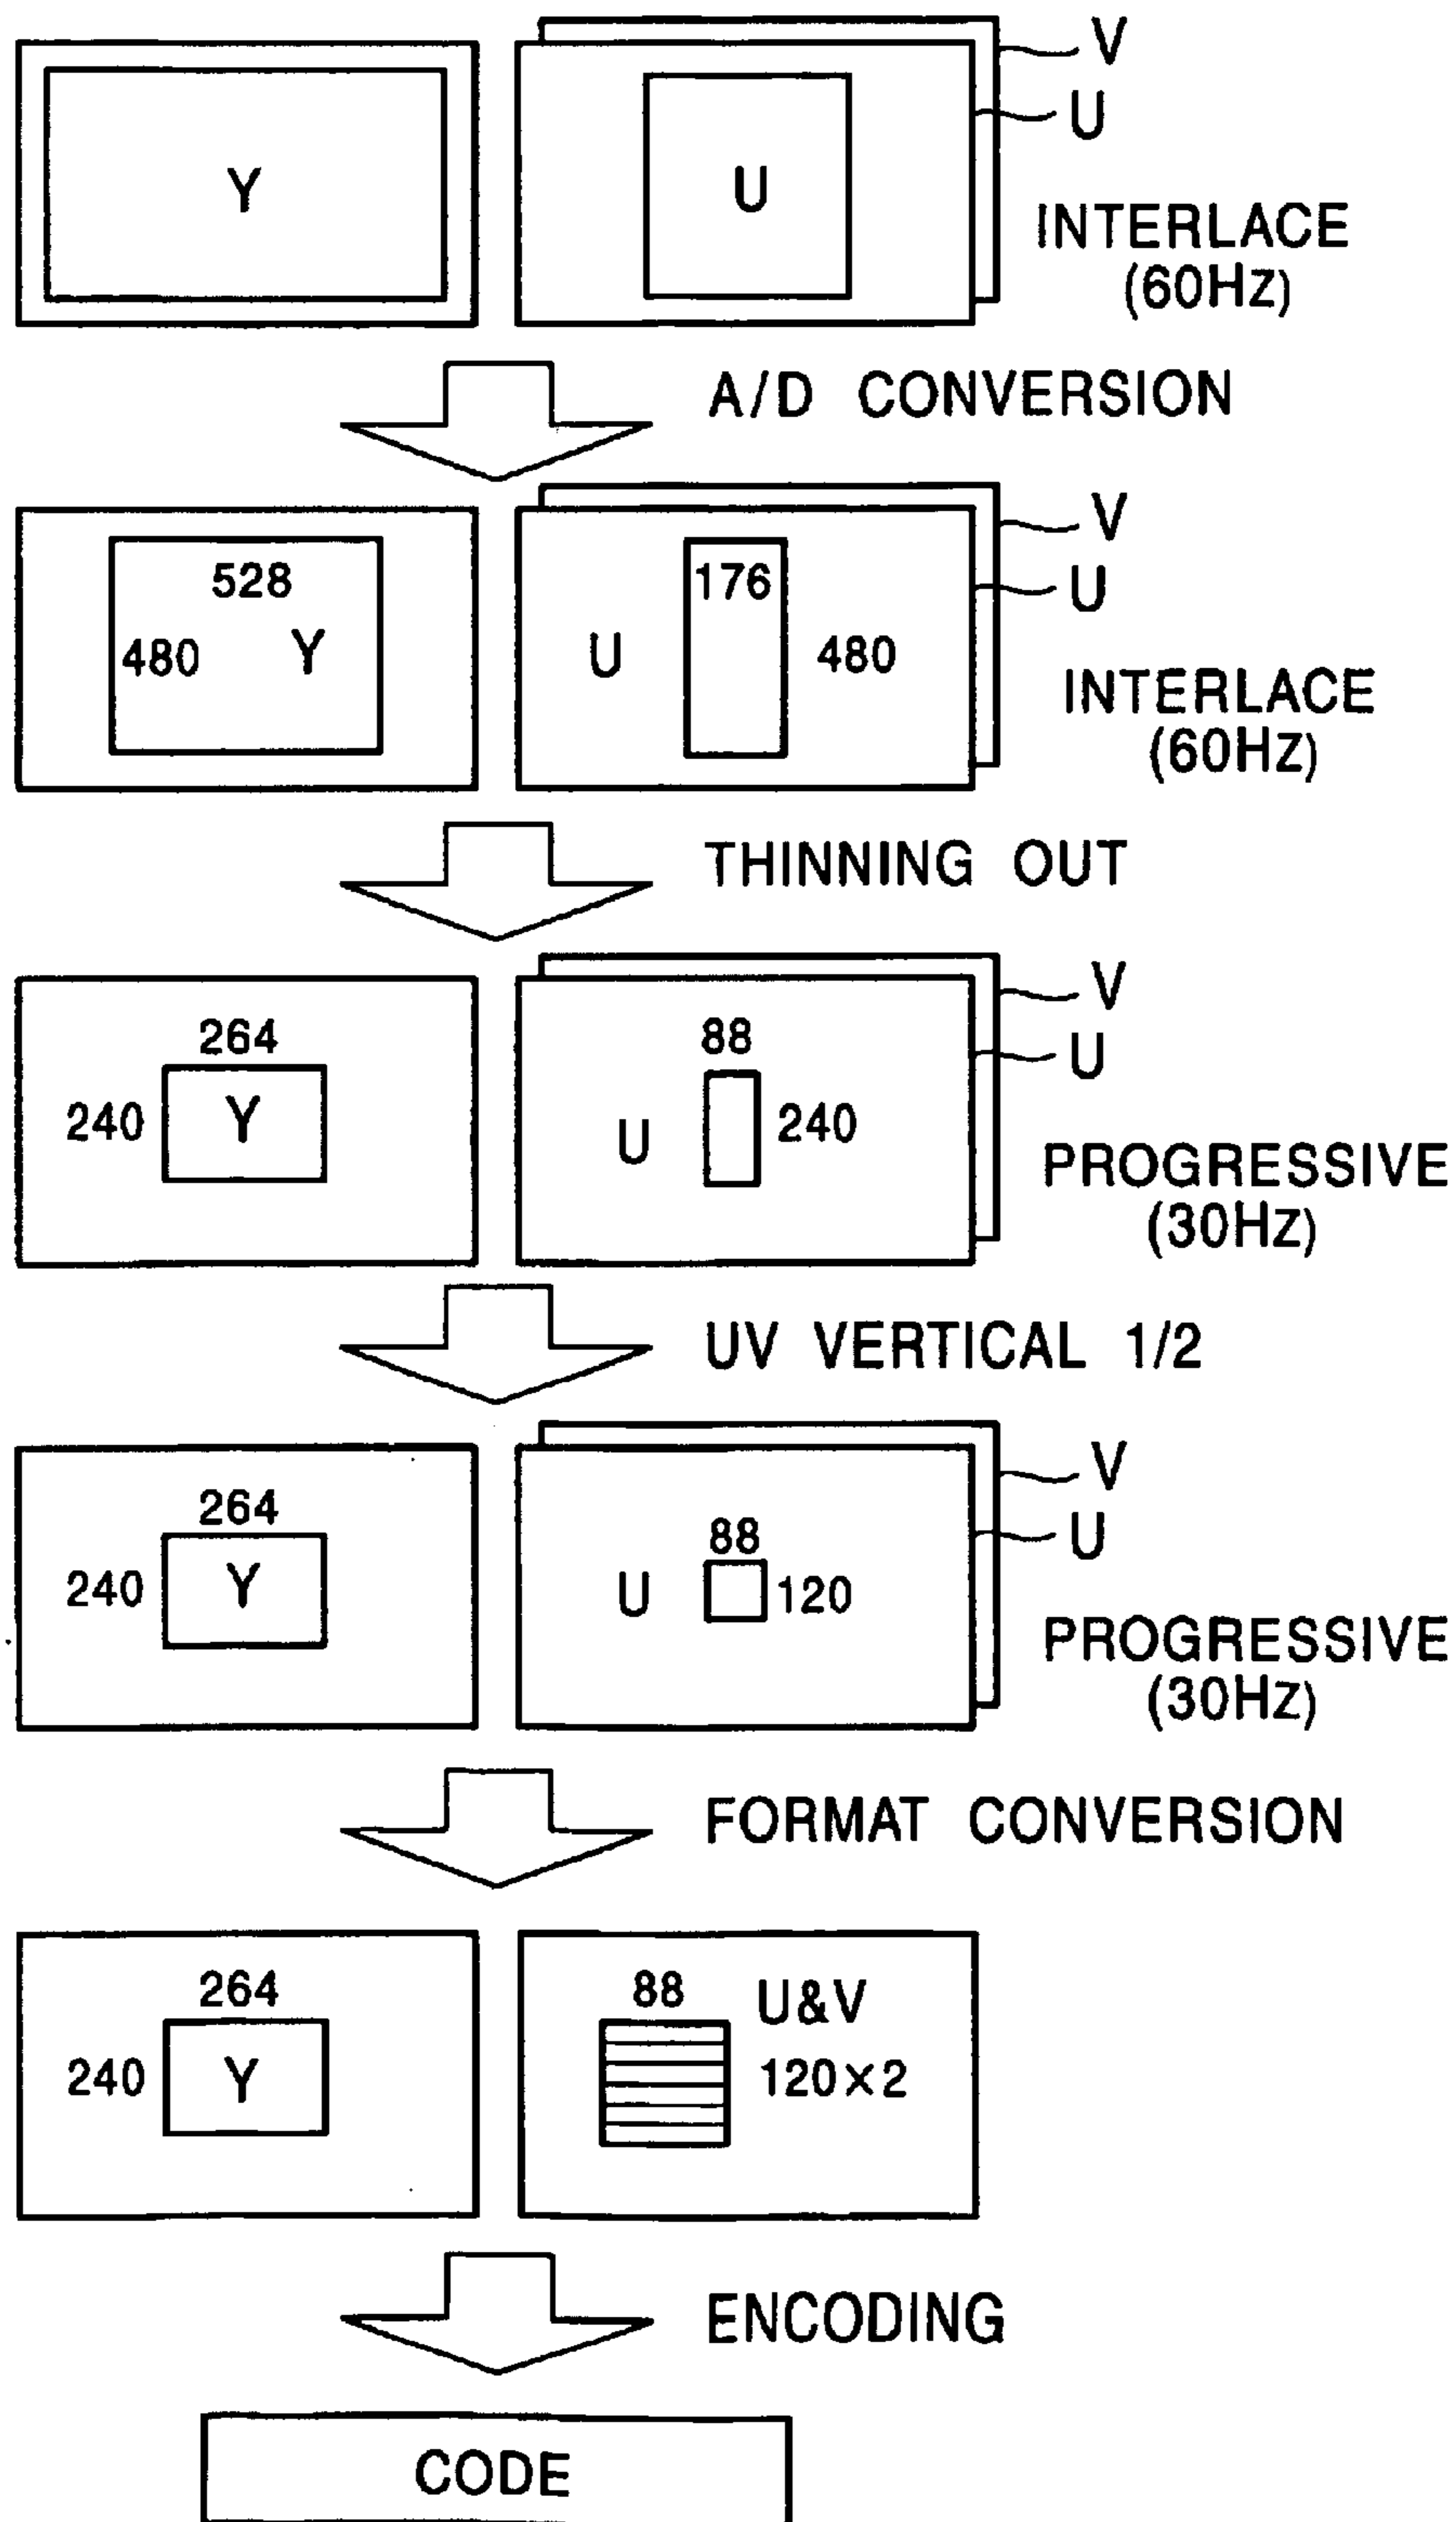 V
U
Y
U
INTERLACE
(60Hz)
A/D CONVERSION
V
U
528
176
480
Y
U
480
INTERLACE
(60Hz)
THINNING OUT
V
U
264
88
240
Y
U
240
PROGRESSIVE
(30Hz)
UV VERTICAL 1/2
V
U
264
88
240
Y
U
120
PROGRESSIVE
(30Hz)
FORMAT CONVERSION
264
88
U&V
240
Y
120×2
ENCODING
CODE